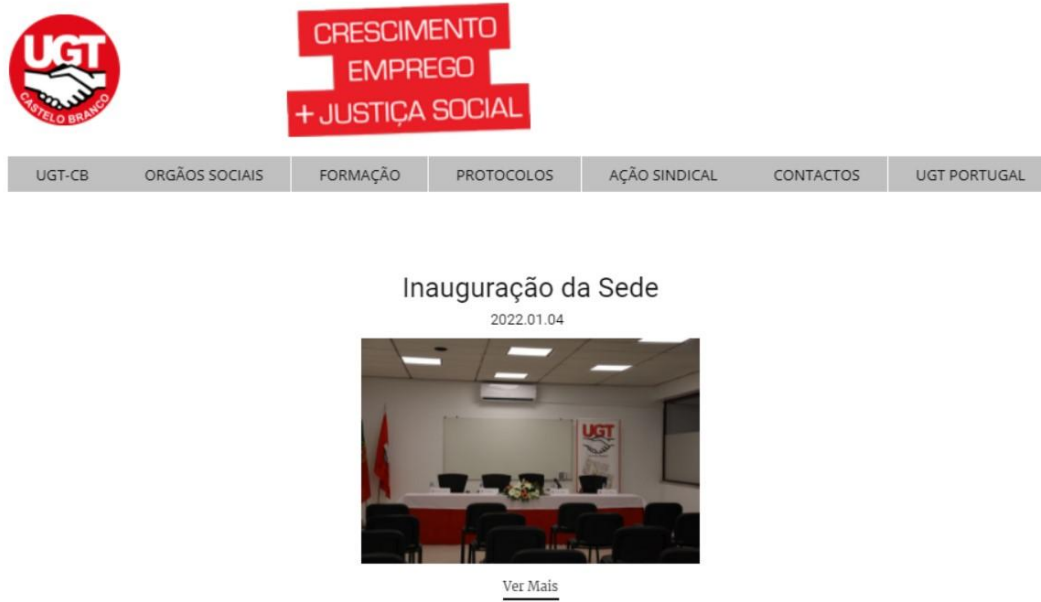 UGT
CASTELO BRANCO
CRESCIMENTO
EMPREGO
+ JUSTIÇA SOCIAL
UGT-CB
ORGÃOS SOCIAIS
FORMAÇÃO
PROTOCOLOS
AÇÃO SINDICAL
CONTACTOS
UGT PORTUGAL
Inauguração da Sede
2022.01.04
UGT
Ver Mais